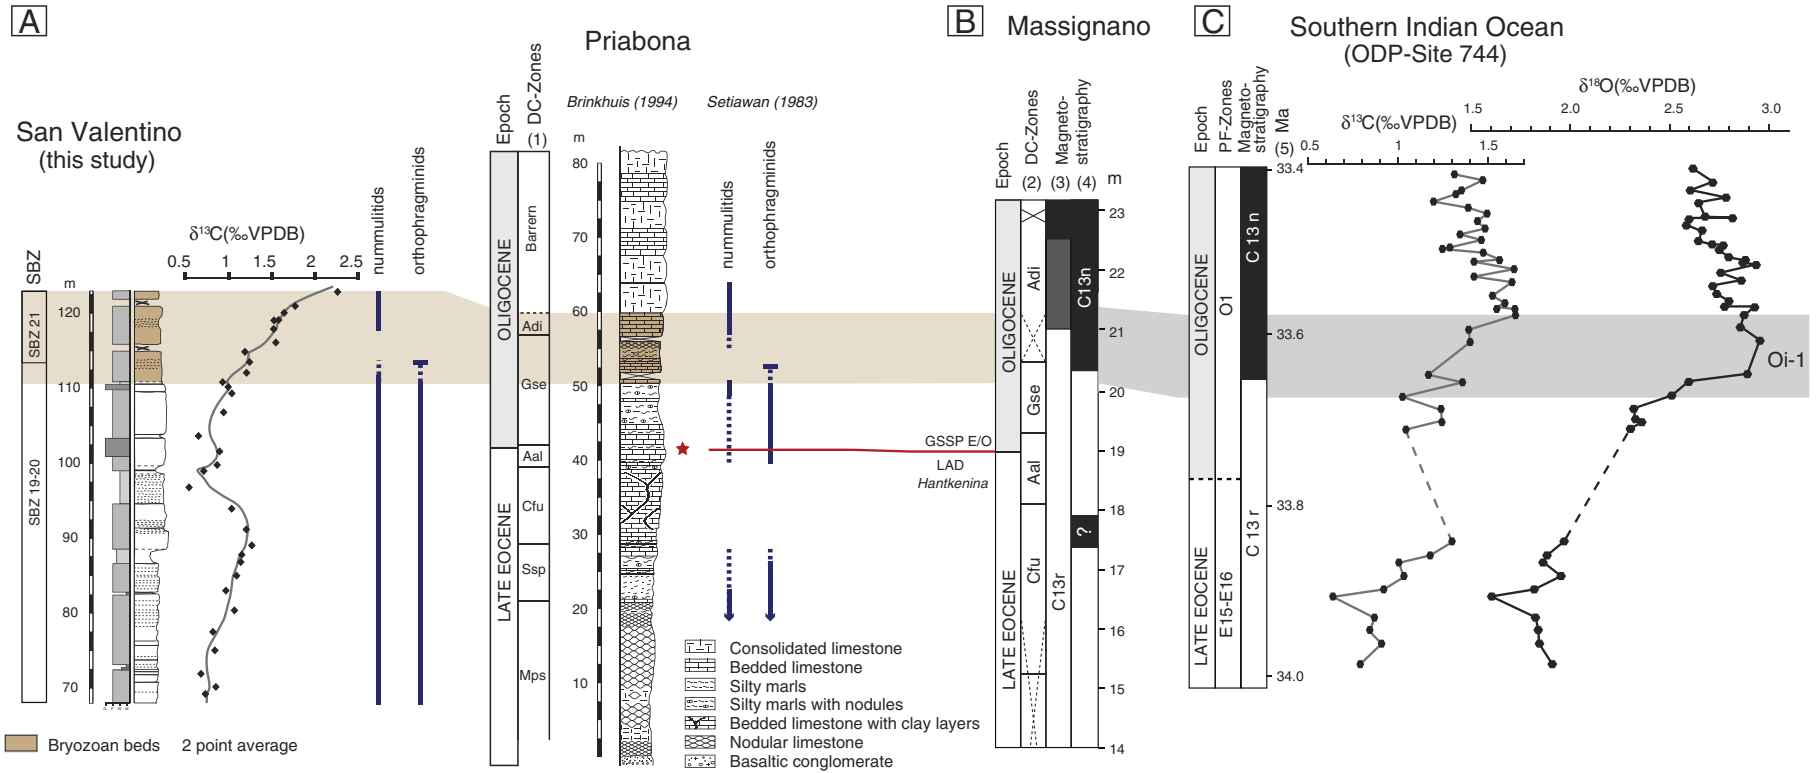 A
San Valentino
(this study)
SBZ
m
δ¹³C(‰VPDB)
0.5 1 1.5 2 2.5
nummulitids
orthophragminids
SBZ 21
SBZ 19-20
120
110
100
90
80
70
Bryozoan beds 2 point average
Priabona
Epoch
DC-Zones
(1)
Brinkhuis (1994) Setiawan (1983)
m
nummulitids
orthophragminids
OLIGOCENE
LATE EOCENE
Barrern
Adi
Gse
Aal
Cfu
Ssp
Mps
80
70
60
50
40
30
20
10
Consolidated limestone
Bedded limestone
Silty marls
Silty marls with nodules
Bedded limestone with clay layers
Nodular limestone
Basaltic conglomerate
GSSP E/O
LAD
Hantkenina
B
Massignano
Epoch
DC-Zones
Magneto-
stratigraphy
(2) (3) (4) m
OLIGOCENE
LATE EOCENE
Adi
Gse
Aal
Cfu
C13r
C13n
?
23
22
21
20
19
18
17
16
15
14
C
Southern Indian Ocean
(ODP-Site 744)
Epoch
PF-Zones
Magneto-
stratigraphy
(5) Ma
δ¹⁸O(‰VPDB)
1.5 2.0 2.5 3.0
δ¹³C(‰VPDB)
0.5 1 1.5
OLIGOCENE
LATE EOCENE
O1
E15-E16
C 13 n
C 13 r
33.4
33.6
33.8
34.0
Oi-1